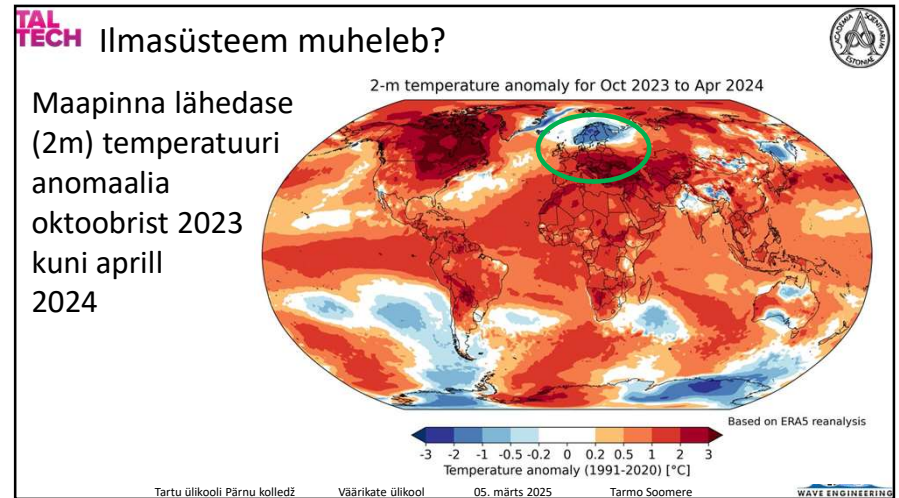 TAL
TECH
Ilmasüsteem muheleb?
ACADEMIA SCIENTIARUM ESTONIAE
Maapinna lähedase
(2m) temperatuuri
anomaalia
oktoobrist 2023
kuni aprill
2024
2-m temperature anomaly for Oct 2023 to Apr 2024
Based on ERA5 reanalysis
-3 -2 -1 -0.5 -0.2 0 0.2 0.5 1 2 3
Temperature anomaly (1991-2020) [°C]
Tartu ülikooli Pärnu kolledž Väärikate ülikool 05. märts 2025 Tarmo Soomere
WAVE ENGINEERING